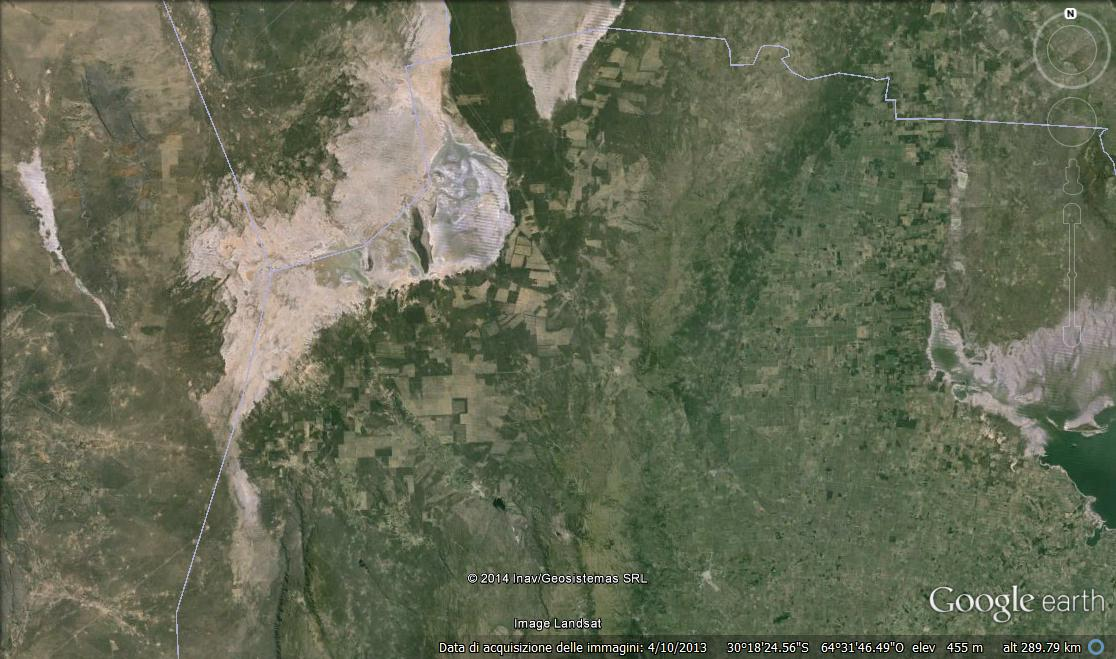 N
© 2014 Inav/Geosistemas SRL
Google earth
Image Landsat
Data di acquisizione delle immagini: 4/10/2013 30°18'24.56"S 64°31'46.49"O elev 455 m alt 289.79 km